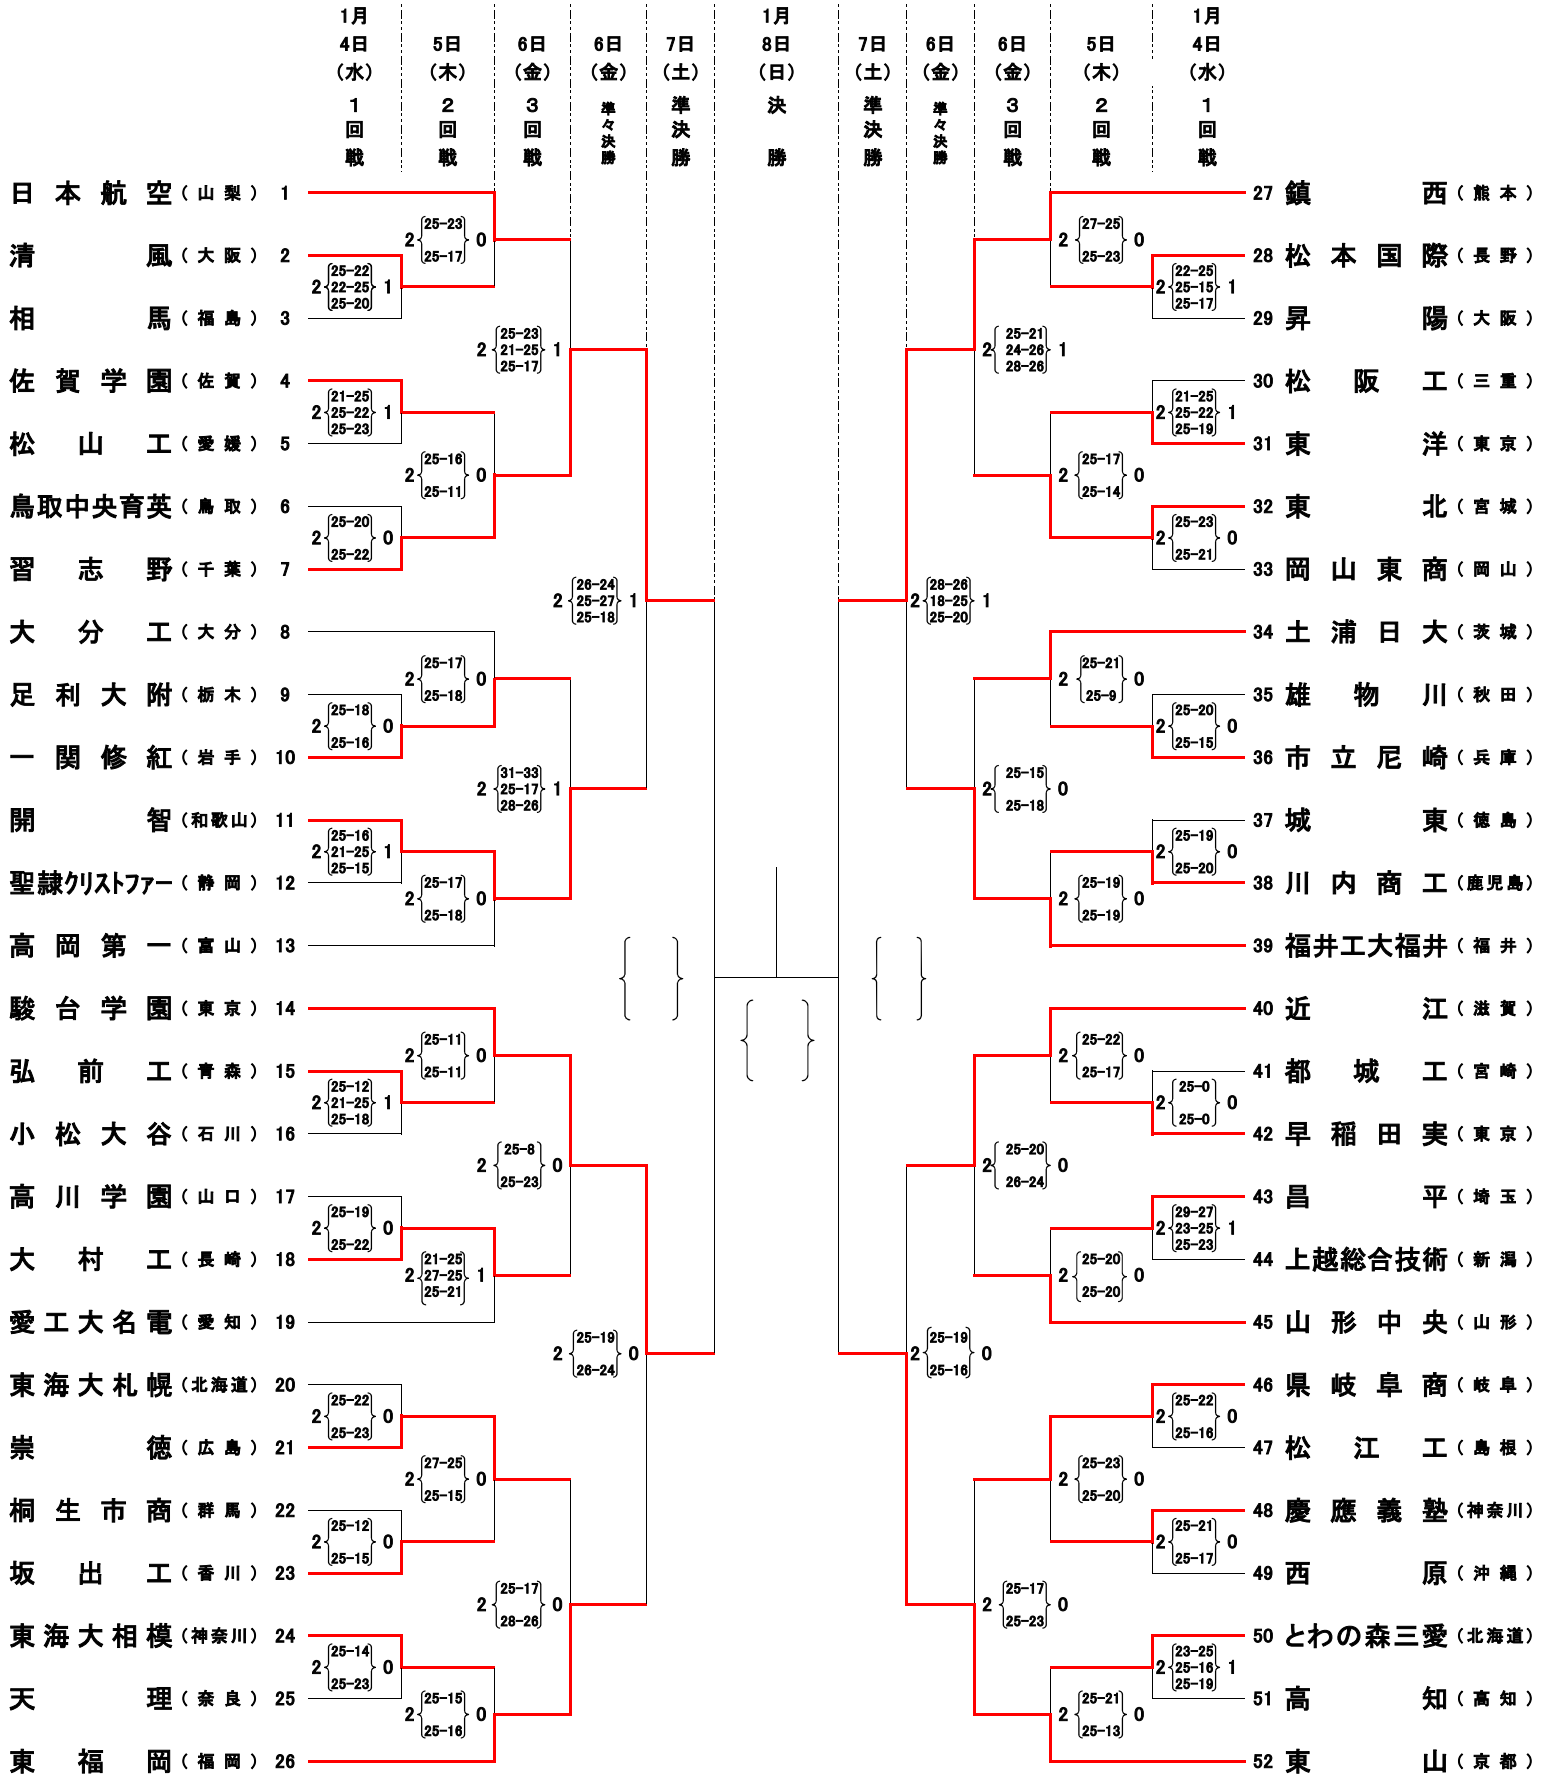 1月 1月 1月
4日 5日 6日 6日 7日 8日 7日 6日 6日 5日 4日
（水） （木） （金） （金） （土） （日） （土） （金） （金） （木） （水）
1回戦 2回戦 3回戦 準々決勝 準決勝 決勝 準決勝 準々決勝 3回戦 2回戦 1回戦
日本航空（山梨） 1
2 25-23 25-17 0
清風（大阪） 2
2 25-22 22-25 25-20 1
相馬（福島） 3
2 25-23 21-25 25-17 1
佐賀学園（佐賀） 4
2 21-25 25-22 25-23 1
松山工（愛媛） 5
2 25-16 25-11 0
鳥取中央育英（鳥取） 6
2 25-20 25-22 0
習志野（千葉） 7
2 26-24 25-27 25-18 1
大分工（大分） 8
2 25-17 25-18 0
足利大附（栃木） 9
2 25-18 25-16 0
一関修紅（岩手） 10
2 31-33 25-17 28-26 1
開智（和歌山） 11
2 25-16 21-25 25-15 1
聖隷クリストファー（静岡） 12
2 25-17 25-18 0
高岡第一（富山） 13
駿台学園（東京） 14
2 25-11 25-11 0
弘前工（青森） 15
2 25-12 21-25 25-18 1
小松大谷（石川） 16
2 25-8 25-23 0
高川学園（山口） 17
2 25-19 25-22 0
大村工（長崎） 18
2 21-25 27-25 25-21 1
愛工大名電（愛知） 19
2 25-19 26-24 0
東海大札幌（北海道） 20
2 25-22 25-23 0
崇徳（広島） 21
2 27-25 25-15 0
桐生市商（群馬） 22
2 25-12 25-15 0
坂出工（香川） 23
2 25-17 28-26 0
東海大相模（神奈川） 24
2 25-14 25-23 0
天理（奈良） 25
2 25-15 25-16 0
東福岡（福岡） 26
27 鎮西（熊本）
2 27-25 25-23 0
28 松本国際（長野）
2 22-25 25-15 25-17 1
29 昇陽（大阪）
2 25-21 24-26 28-26 1
30 松阪工（三重）
2 21-25 25-22 25-19 1
31 東洋（東京）
2 25-17 25-14 0
32 東北（宮城）
2 25-23 25-21 0
33 岡山東商（岡山）
2 28-26 18-25 25-20 1
34 土浦日大（茨城）
2 25-21 25-9 0
35 雄物川（秋田）
2 25-20 25-15 0
36 市立尼崎（兵庫）
2 25-15 25-18 0
37 城東（徳島）
2 25-19 25-20 0
38 川内商工（鹿児島）
2 25-19 25-19 0
39 福井工大福井（福井）
40 近江（滋賀）
2 25-22 25-17 0
41 都城工（宮崎）
2 25-0 25-0 0
42 早稲田実（東京）
2 25-20 26-24 0
43 昌平（埼玉）
2 29-27 23-25 25-23 1
44 上越総合技術（新潟）
2 25-20 25-20 0
45 山形中央（山形）
2 25-19 25-16 0
46 県岐阜商（岐阜）
2 25-22 25-16 0
47 松江工（島根）
2 25-23 25-20 0
48 慶應義塾（神奈川）
2 25-21 25-17 0
49 西原（沖縄）
2 25-17 25-23 0
50 とわの森三愛（北海道）
2 23-25 25-16 25-19 1
51 高知（高知）
2 25-21 25-13 0
52 東山（京都）